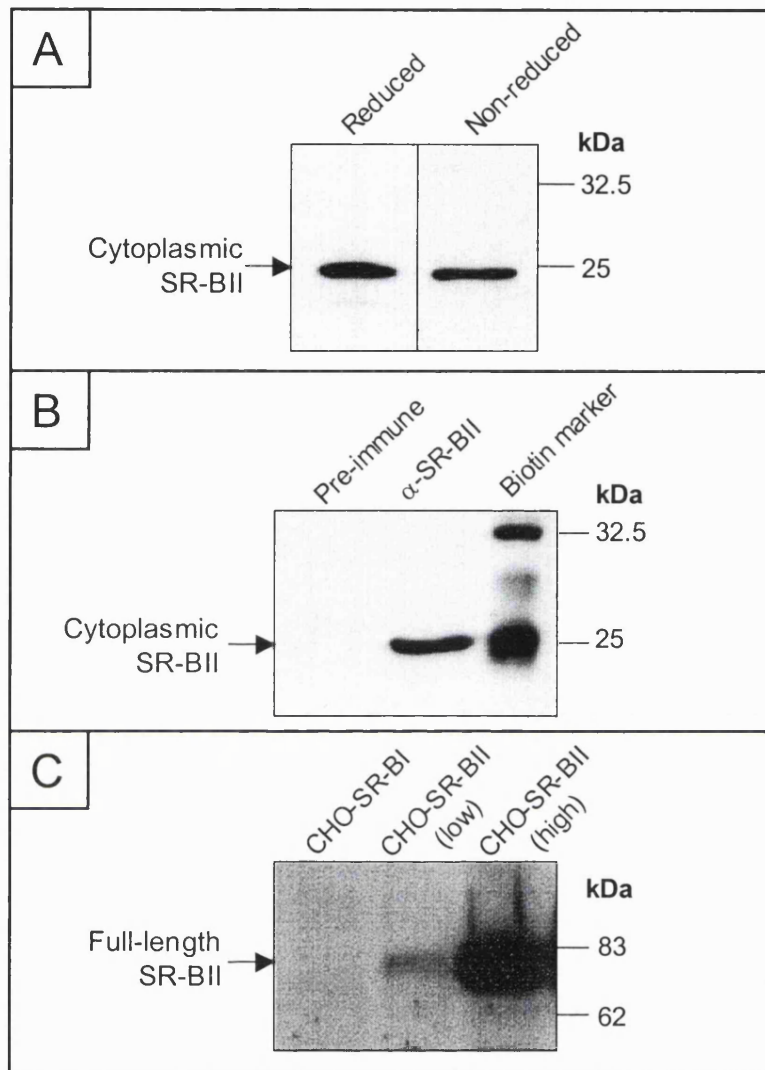 A
Reduced
Non-reduced
kDa
32.5
Cytoplasmic
SR-BII
25
B
Pre-immune
α-SR-BII
Biotin marker
kDa
32.5
Cytoplasmic
SR-BII
25
C
CHO-SR-BI
CHO-SR-BII
(low)
CHO-SR-BII
(high)
kDa
Full-length
SR-BII
83
62